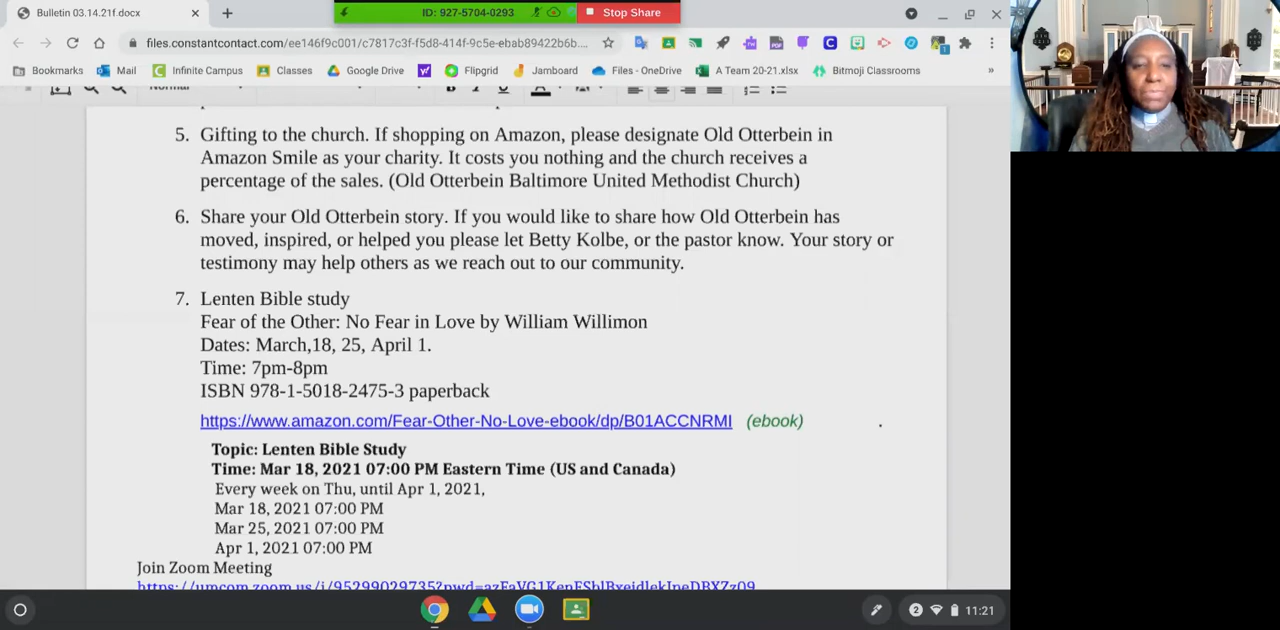 Bulletin 03.14.21f.docx
ID: 927-5704-0293
Stop Share
files.constantcontact.com/ee146f9c001/c7817c3f-f5d8-414f-9c5e-ebab89422b6b...
Bookmarks Mail Infinite Campus Classes Google Drive Flipgrid Jamboard Files - OneDrive A Team 20-21.xlsx Bitmoji Classrooms »
5. Gifting to the church. If shopping on Amazon, please designate Old Otterbein in
Amazon Smile as your charity. It costs you nothing and the church receives a
percentage of the sales. (Old Otterbein Baltimore United Methodist Church)
6. Share your Old Otterbein story. If you would like to share how Old Otterbein has
moved, inspired, or helped you please let Betty Kolbe, or the pastor know. Your story or
testimony may help others as we reach out to our community.
7. Lenten Bible study
Fear of the Other: No Fear in Love by William Willimon
Dates: March,18, 25, April 1.
Time: 7pm-8pm
ISBN 978-1-5018-2475-3 paperback
https://www.amazon.com/Fear-Other-No-Love-ebook/dp/B01ACCNRMI (ebook) .
Topic: Lenten Bible Study
Time: Mar 18, 2021 07:00 PM Eastern Time (US and Canada)
Every week on Thu, until Apr 1, 2021,
Mar 18, 2021 07:00 PM
Mar 25, 2021 07:00 PM
Apr 1, 2021 07:00 PM
Join Zoom Meeting
2 11:21